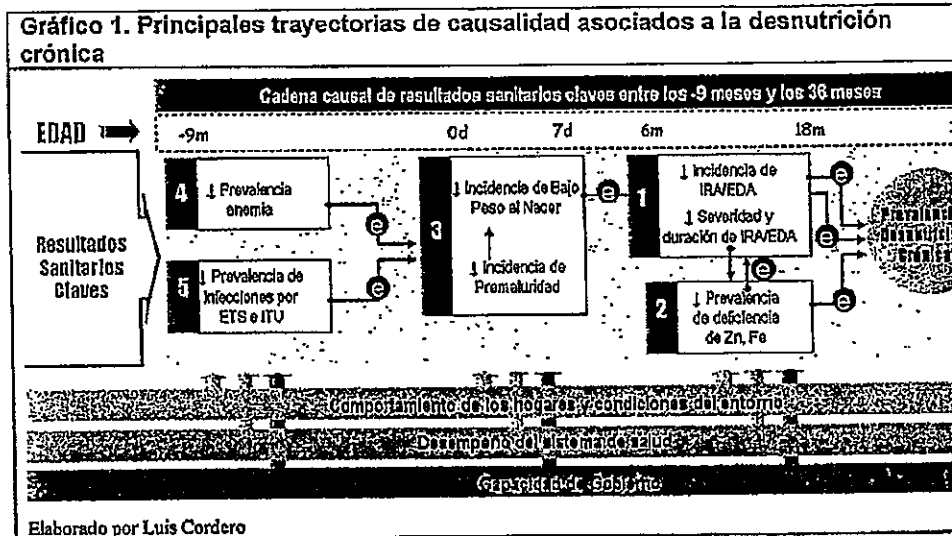 Gráfico 1. Principales trayectorias de causalidad asociados a la desnutrición
crónica
Cadena causal de resultados sanitarios claves entre los -9 meses y los 36 meses
EDAD
-9m
0d
7d
6m
18m
Resultados
Sanitarios
Claves
4
↓ Prevalencia
anemia
e
5
↓ Prevalencia de
Infecciones por
ETS e ITU
e
3
↓ Incidencia de Bajo
Peso al Nacer
↓ Incidencia de
Prematuridad
e
1
↓ Incidencia de
IRA/EDA
↓ Severidad y
duración de IRA/EDA
e
e
e
2
↓ Prevalencia
de deficiencia
de Zn, Fe
e
Prevalencia
Desnutrición
Crónica
Comportamiento de los hogares y condiciones del entorno
Desempeño del sistema de salud
Capacidad de Gobierno
Elaborado por Luis Cordero